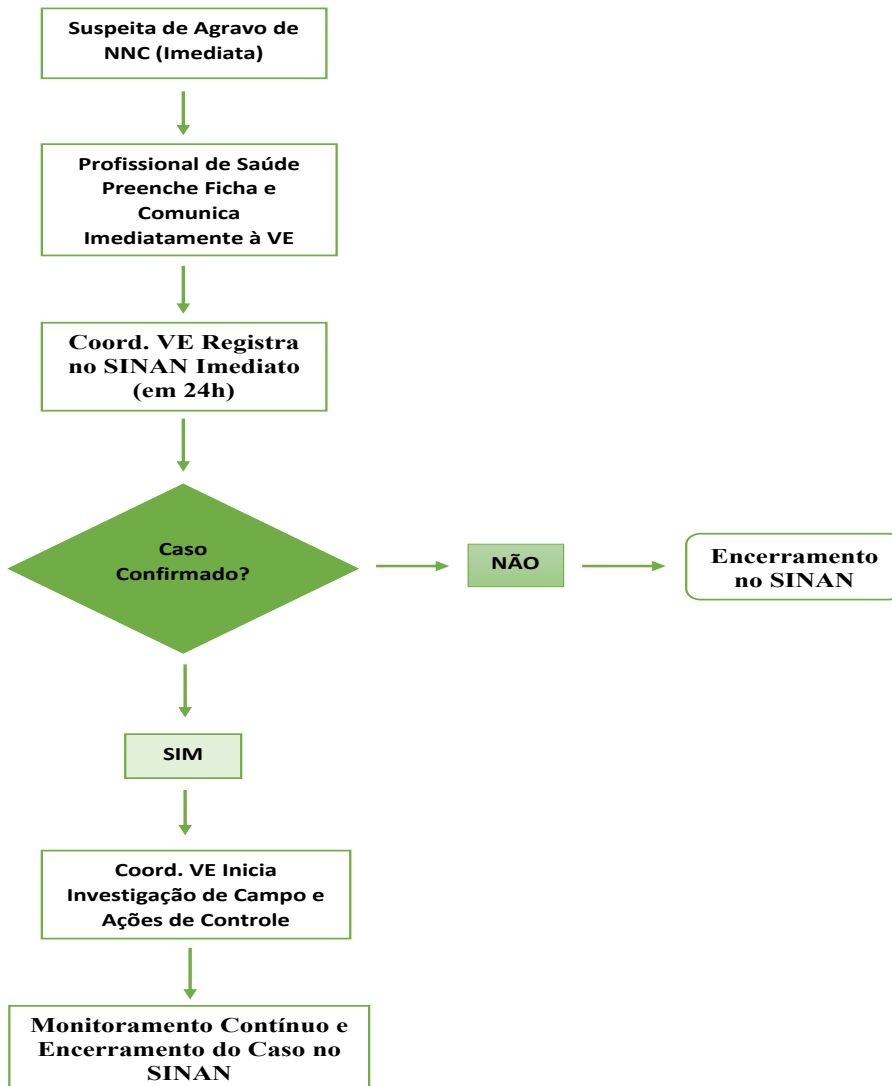 Suspeita de Agravo de
NNC (Imediata)
Profissional de Saúde
Preenche Ficha e
Comunica
Imediatamente à VE
Coord. VE Registra
no SINAN Imediato
(em 24h)
Caso
Confirmado?
NÃO
Encerramento
no SINAN
SIM
Coord. VE Inicia
Investigação de Campo e
Ações de Controle
Monitoramento Contínuo e
Encerramento do Caso no
SINAN